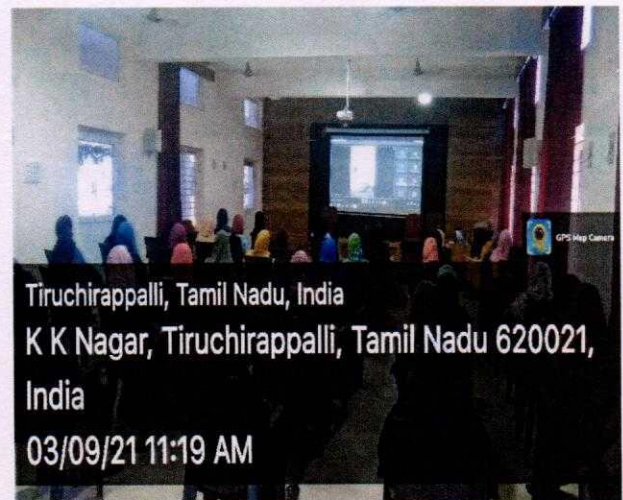 GPS Map Camera
Tiruchirappalli, Tamil Nadu, India
K K Nagar, Tiruchirappalli, Tamil Nadu 620021,
India
03/09/21 11:19 AM